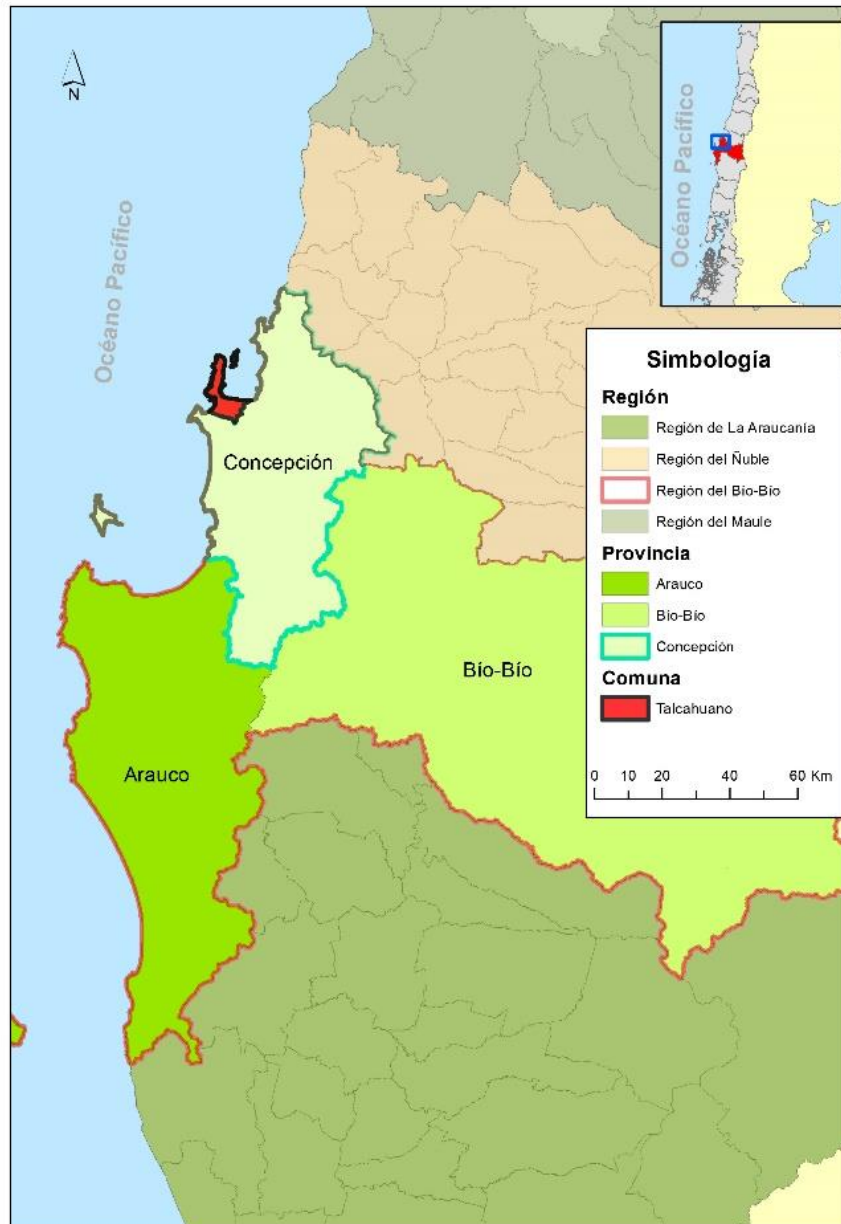 N
Océano Pacífico
Océano Pacífico
Concepción
Bío-Bío
Arauco
Simbología
Región
Región de La Araucanía
Región del Ñuble
Región del Bío-Bío
Región del Maule
Provincia
Arauco
Bío-Bío
Concepción
Comuna
Talcahuano
0 10 20 40 60 Km